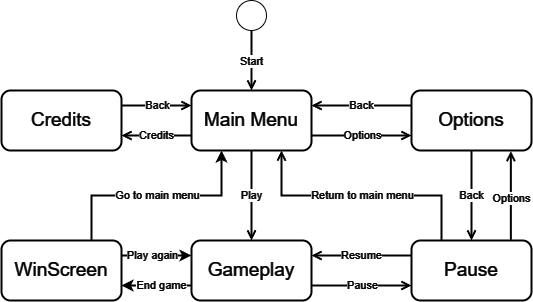 Start
Credits
Back
Credits
Main Menu
Back
Options
Options
Go to main menu
Play
Return to main menu
Back
Options
WinScreen
Play again
End game
Gameplay
Resume
Pause
Pause